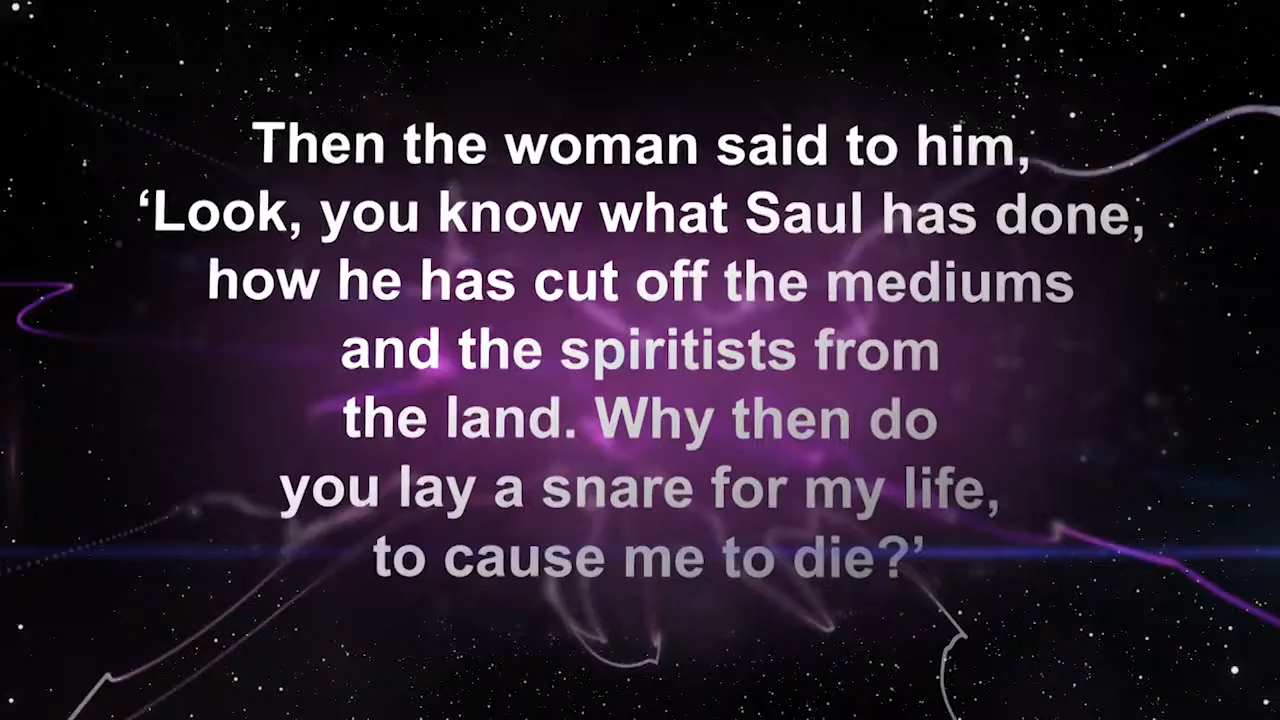 Then the woman said to him,
‘Look, you know what Saul has done,
how he has cut off the mediums
and the spiritists from
the land. Why then do
you lay a snare for my life,
to cause me to die?’